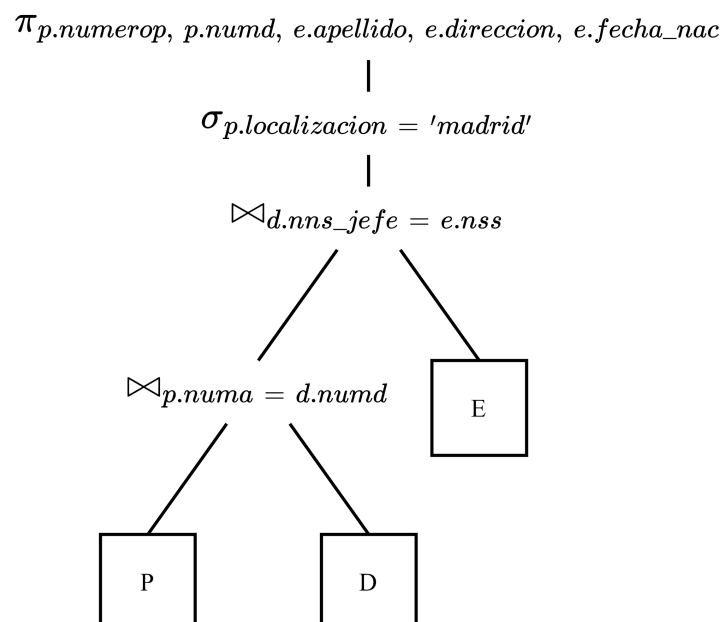 π p.numerop, p.numd, e.apellido, e.direccion, e.fecha_nac
σ p.localizacion = 'madrid'
⋈ d.nns_jefe = e.nss
⋈ p.numa = d.numd
E
P
D